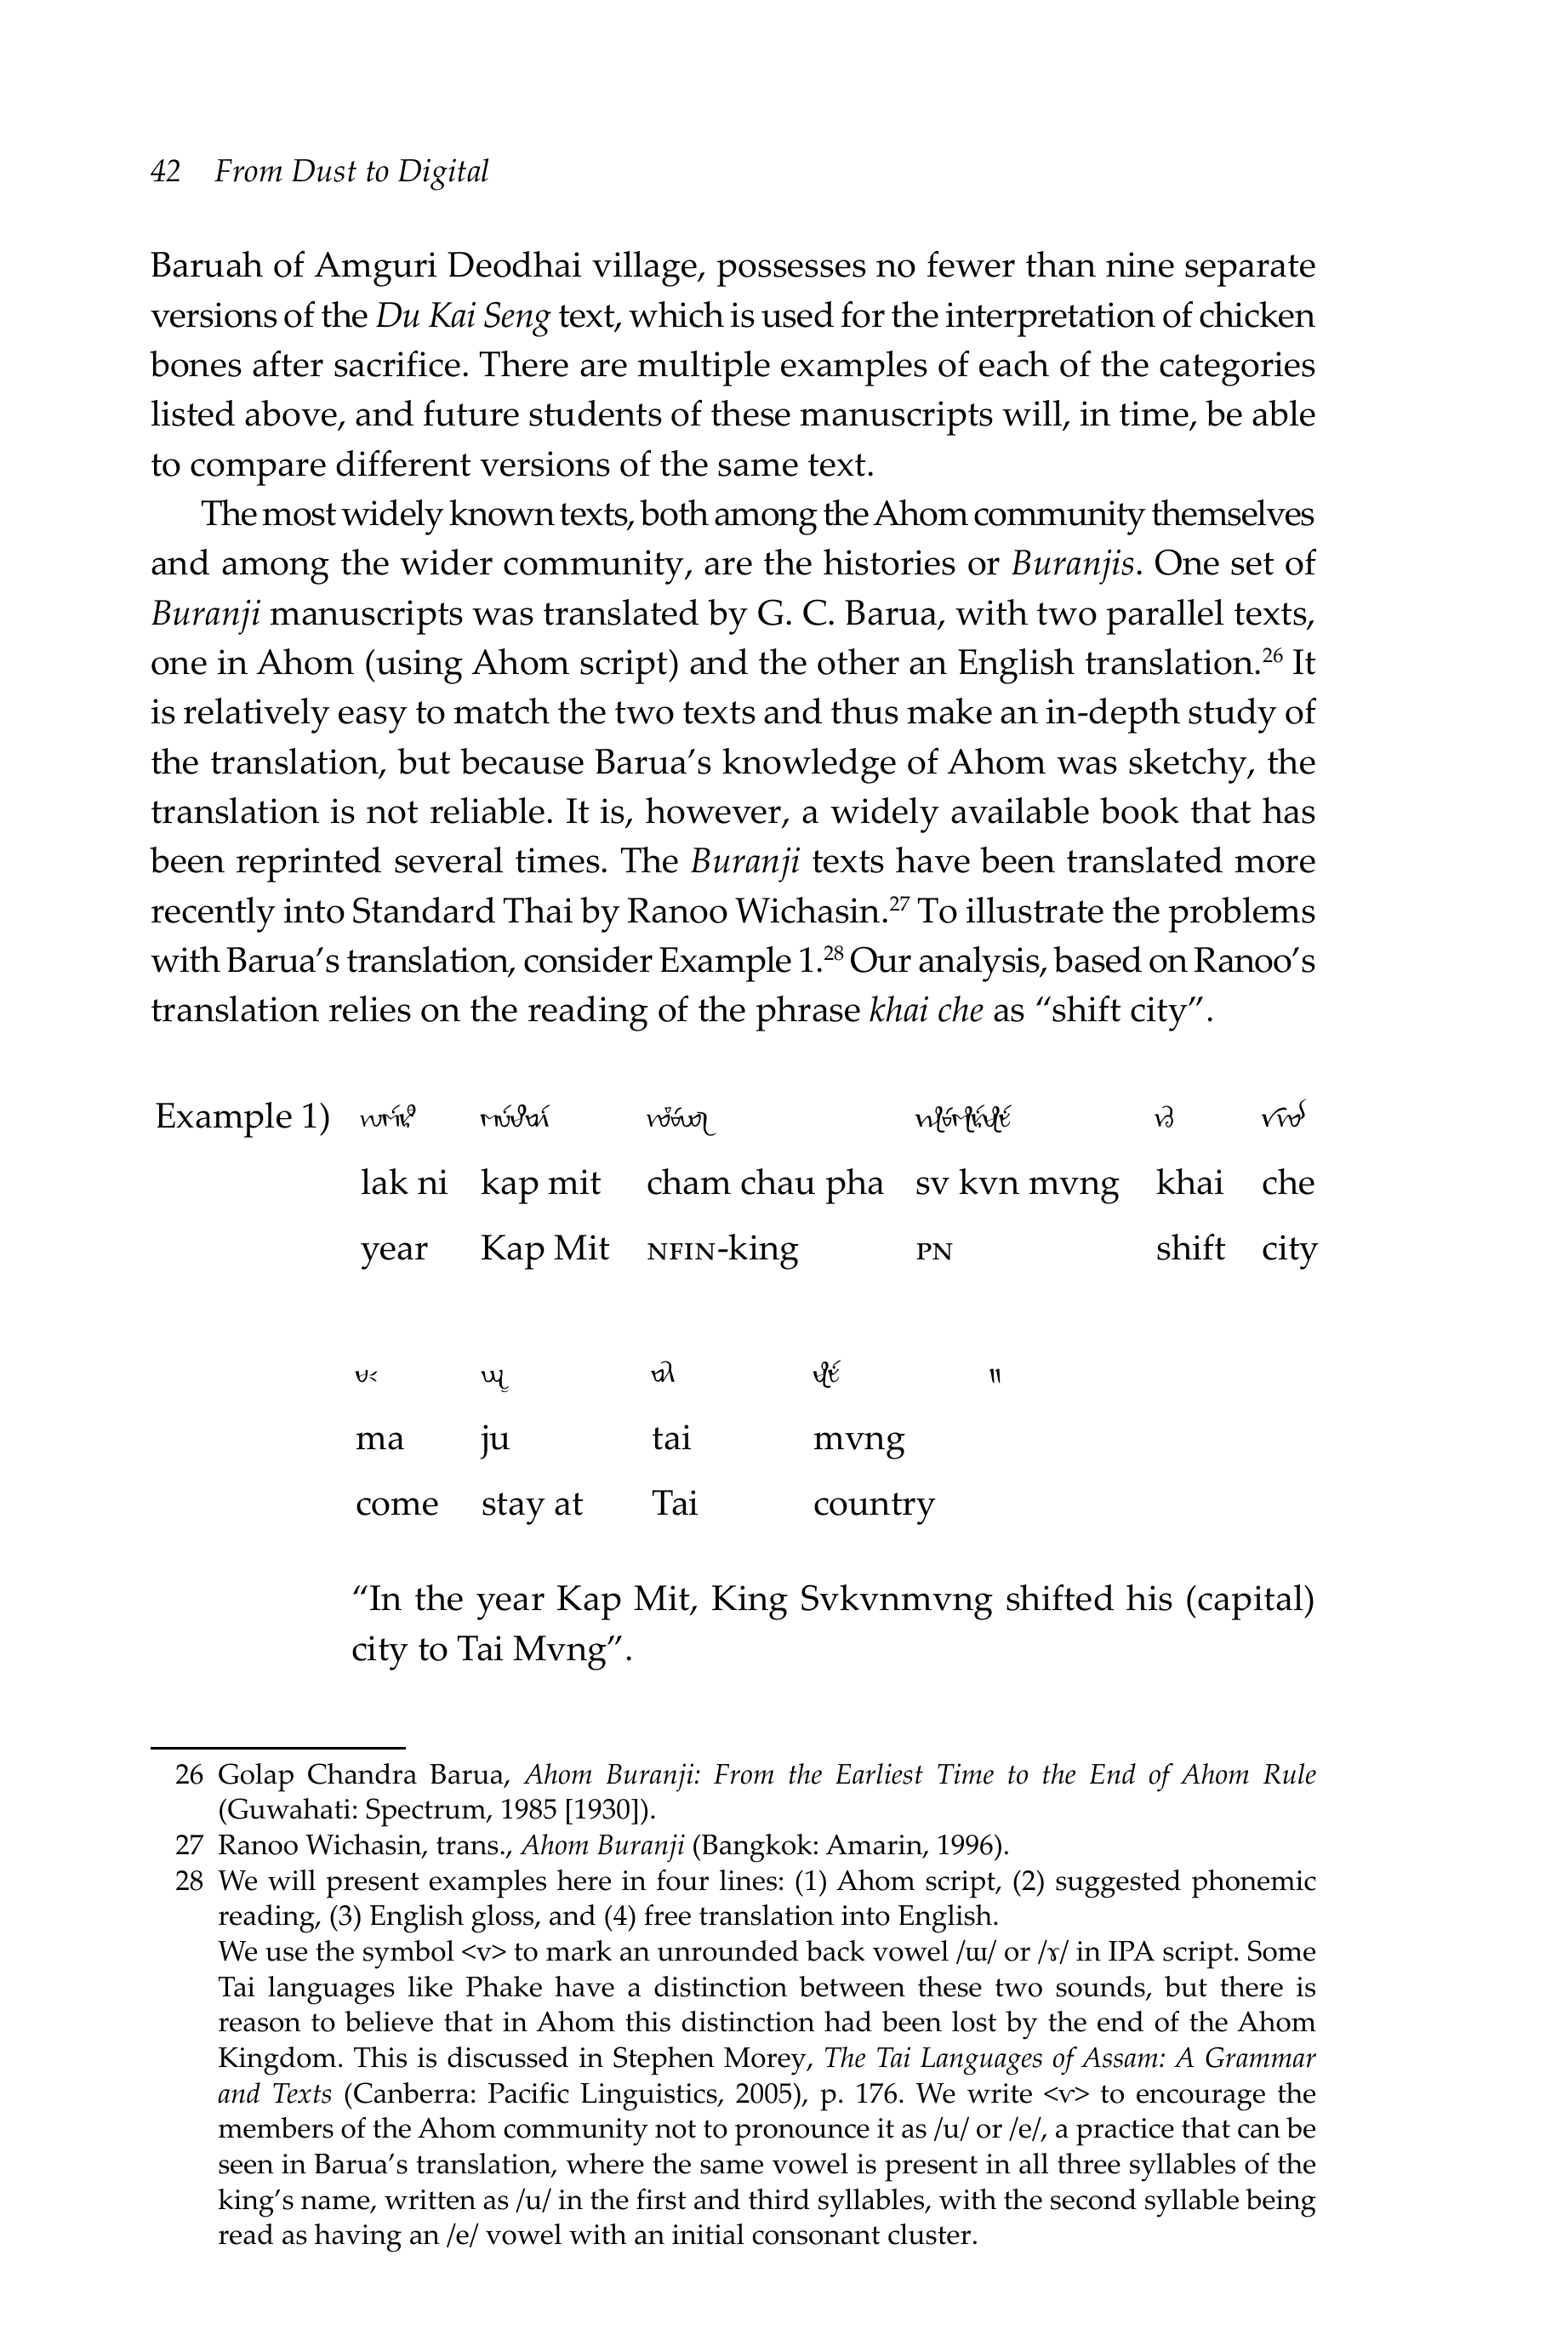 42 From Dust to Digital
Baruah of Amguri Deodhai village, possesses no fewer than nine separate
versions of the Du Kai Seng text, which is used for the interpretation of chicken
bones after sacrifice. There are multiple examples of each of the categories
listed above, and future students of these manuscripts will, in time, be able
to compare different versions of the same text.
The most widely known texts, both among the Ahom community themselves
and among the wider community, are the histories or Buranjis. One set of
Buranji manuscripts was translated by G. C. Barua, with two parallel texts,
one in Ahom (using Ahom script) and the other an English translation.26 It
is relatively easy to match the two texts and thus make an in-depth study of
the translation, but because Barua’s knowledge of Ahom was sketchy, the
translation is not reliable. It is, however, a widely available book that has
been reprinted several times. The Buranji texts have been translated more
recently into Standard Thai by Ranoo Wichasin.27 To illustrate the problems
with Barua’s translation, consider Example 1.28 Our analysis, based on Ranoo’s
translation relies on the reading of the phrase khai che as “shift city”.
Example 1)
lak ni kap mit cham chau pha sv kvn mvng khai che
year Kap Mit NFIN-king PN shift city
ma ju tai mvng
come stay at Tai country
“In the year Kap Mit, King Svkvnmvng shifted his (capital)
city to Tai Mvng”.
26 Golap Chandra Barua, Ahom Buranji: From the Earliest Time to the End of Ahom Rule
(Guwahati: Spectrum, 1985 [1930]).
27 Ranoo Wichasin, trans., Ahom Buranji (Bangkok: Amarin, 1996).
28 We will present examples here in four lines: (1) Ahom script, (2) suggested phonemic
reading, (3) English gloss, and (4) free translation into English.
We use the symbol <v> to mark an unrounded back vowel /ɯ/ or /ɤ/ in IPA script. Some
Tai languages like Phake have a distinction between these two sounds, but there is
reason to believe that in Ahom this distinction had been lost by the end of the Ahom
Kingdom. This is discussed in Stephen Morey, The Tai Languages of Assam: A Grammar
and Texts (Canberra: Pacific Linguistics, 2005), p. 176. We write <v> to encourage the
members of the Ahom community not to pronounce it as /u/ or /e/, a practice that can be
seen in Barua’s translation, where the same vowel is present in all three syllables of the
king’s name, written as /u/ in the first and third syllables, with the second syllable being
read as having an /e/ vowel with an initial consonant cluster.